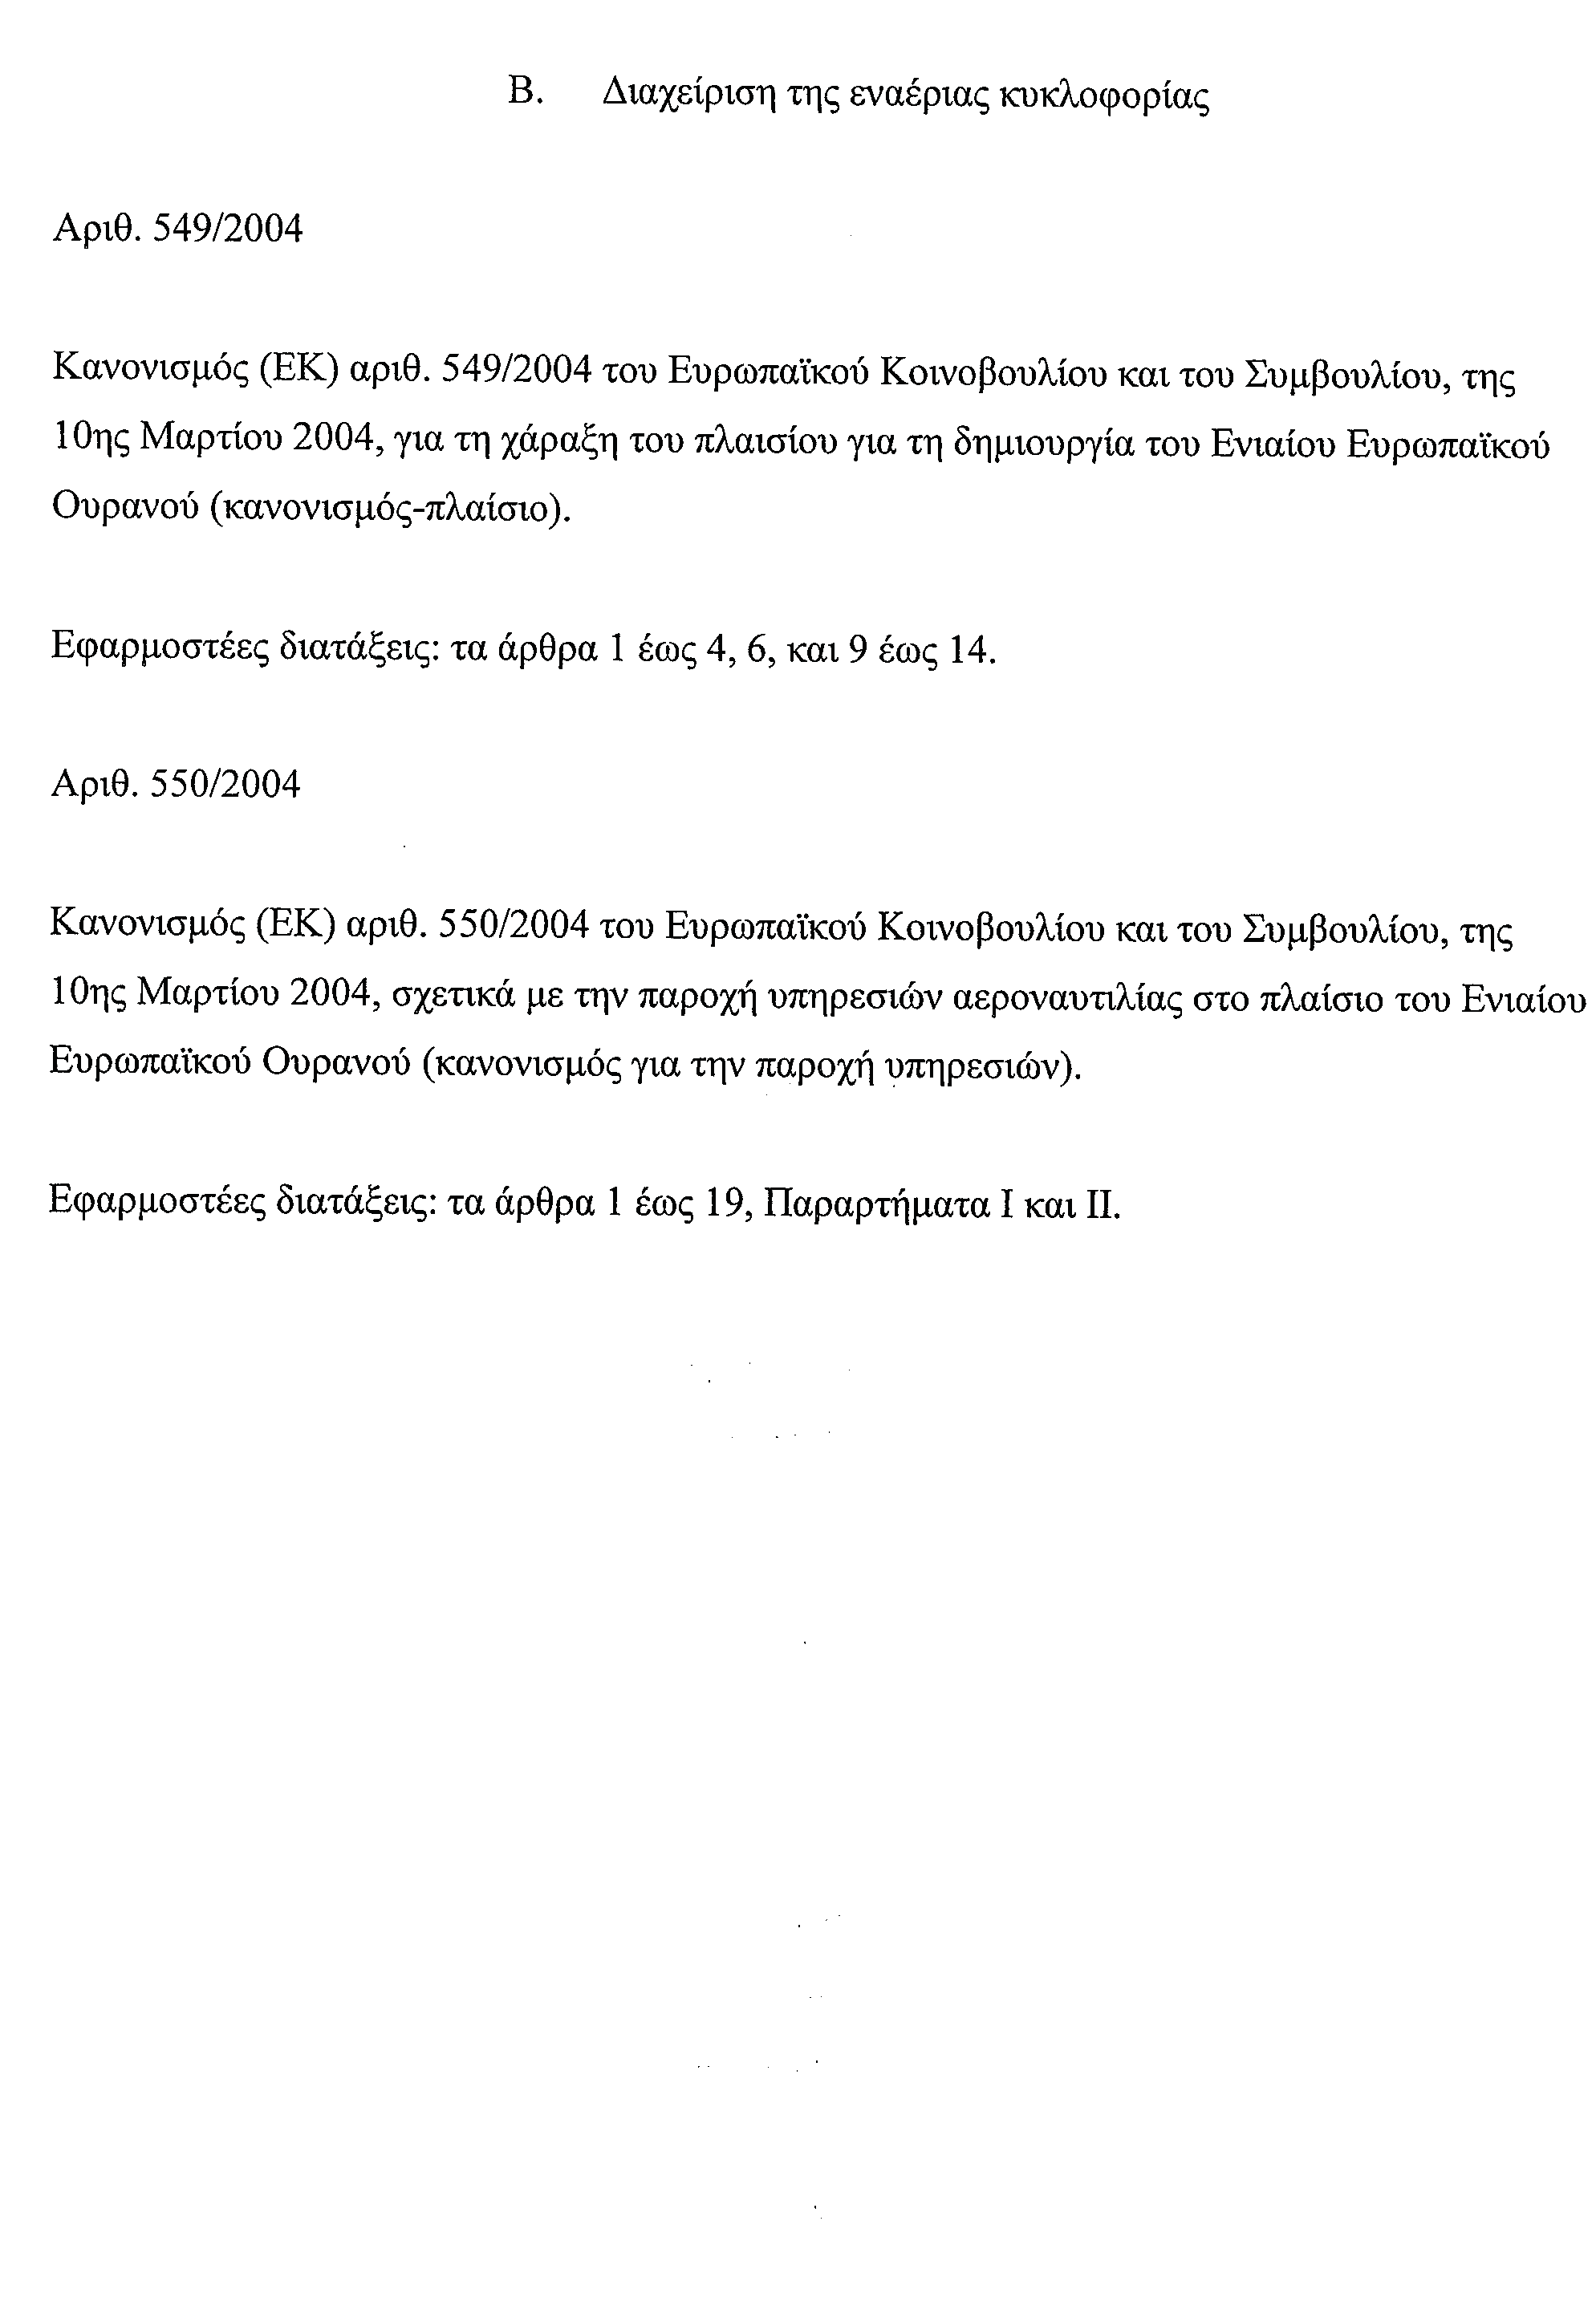 Β. Διαχείριση της εναέριας κυκλοφορίας
Αριθ. 549/2004
Κανονισμός (ΕΚ) αριθ. 549/2004 του Ευρωπαϊκού Κοινοβουλίου και του Συμβουλίου, της
10ης Μαρτίου 2004, για τη χάραξη του πλαισίου για τη δημιουργία του Ενιαίου Ευρωπαϊκού
Ουρανού (κανονισμός-πλαίσιο).
Εφαρμοστέες διατάξεις: τα άρθρα 1 έως 4, 6, και 9 έως 14.
Αριθ. 550/2004
Κανονισμός (ΕΚ) αριθ. 550/2004 του Ευρωπαϊκού Κοινοβουλίου και του Συμβουλίου, της
10ης Μαρτίου 2004, σχετικά με την παροχή υπηρεσιών αεροναυτιλίας στο πλαίσιο του Ενιαίου
Ευρωπαϊκού Ουρανού (κανονισμός για την παροχή υπηρεσιών).
Εφαρμοστέες διατάξεις: τα άρθρα 1 έως 19, Παραρτήματα Ι και ΙΙ.